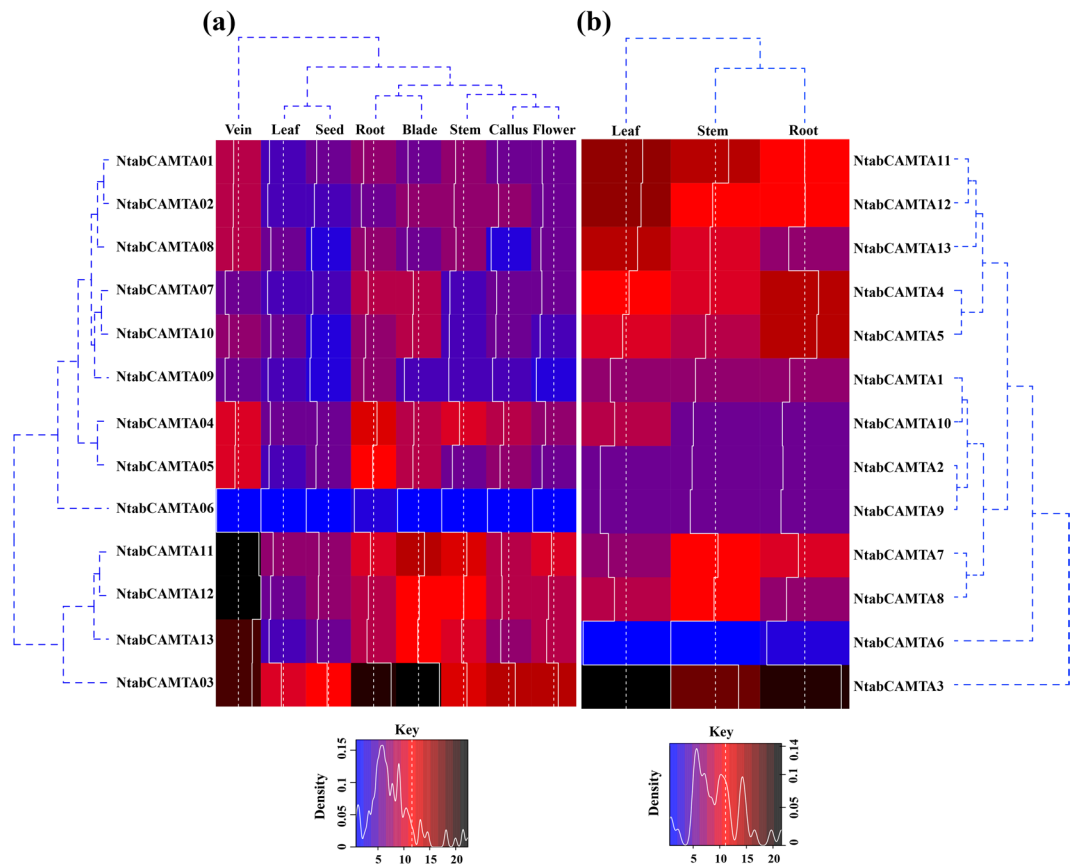 (a) (b)
Vein Leaf Seed Root Blade Stem Callus Flower Leaf Stem Root
NtabCAMTA01 NtabCAMTA11
NtabCAMTA02 NtabCAMTA12
NtabCAMTA08 NtabCAMTA13
NtabCAMTA07 NtabCAMTA4
NtabCAMTA10 NtabCAMTA5
NtabCAMTA09 NtabCAMTA1
NtabCAMTA04 NtabCAMTA10
NtabCAMTA05 NtabCAMTA2
NtabCAMTA06 NtabCAMTA9
NtabCAMTA11 NtabCAMTA7
NtabCAMTA12 NtabCAMTA8
NtabCAMTA13 NtabCAMTA6
NtabCAMTA03 NtabCAMTA3
Key
Density
0 0.05 0.1 0.15
5 10 15 20
Key
Density
0 0.05 0.1 0.14
5 10 15 20